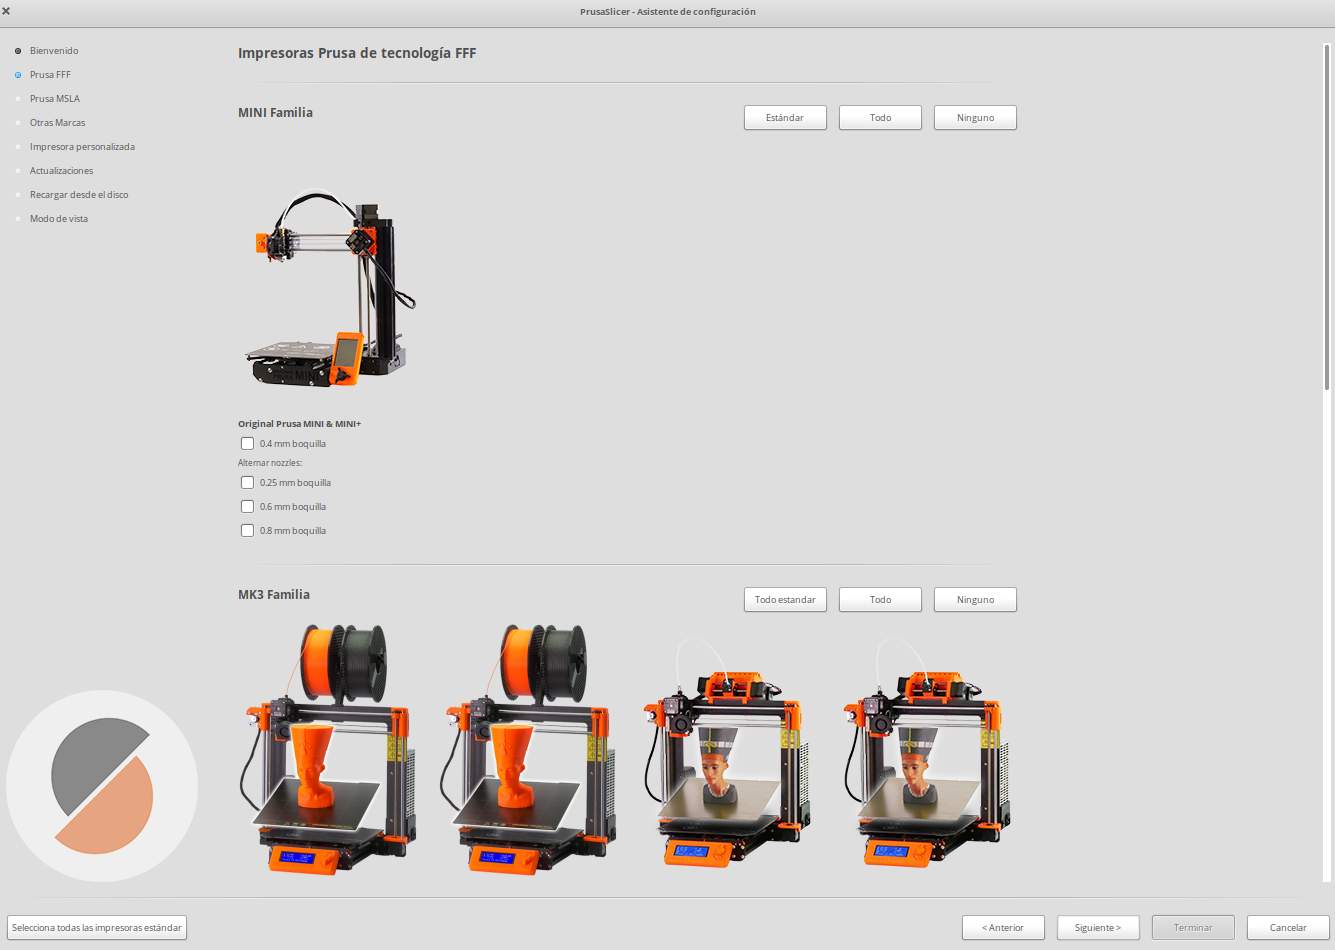 PrusaSlicer - Asistente de configuración
Bienvenido
Prusa FFF
Prusa MSLA
Otras Marcas
Impresora personalizada
Actualizaciones
Recargar desde el disco
Modo de vista
Impresoras Prusa de tecnología FFF
MINI Familia
Estándar
Todo
Ninguno
MINI
Original Prusa MINI & MINI+
0.4 mm boquilla
Alternar nozzles:
0.25 mm boquilla
0.6 mm boquilla
0.8 mm boquilla
MK3 Familia
Todo estandar
Todo
Ninguno
Selecciona todas las impresoras estándar
< Anterior
Siguiente >
Terminar
Cancelar